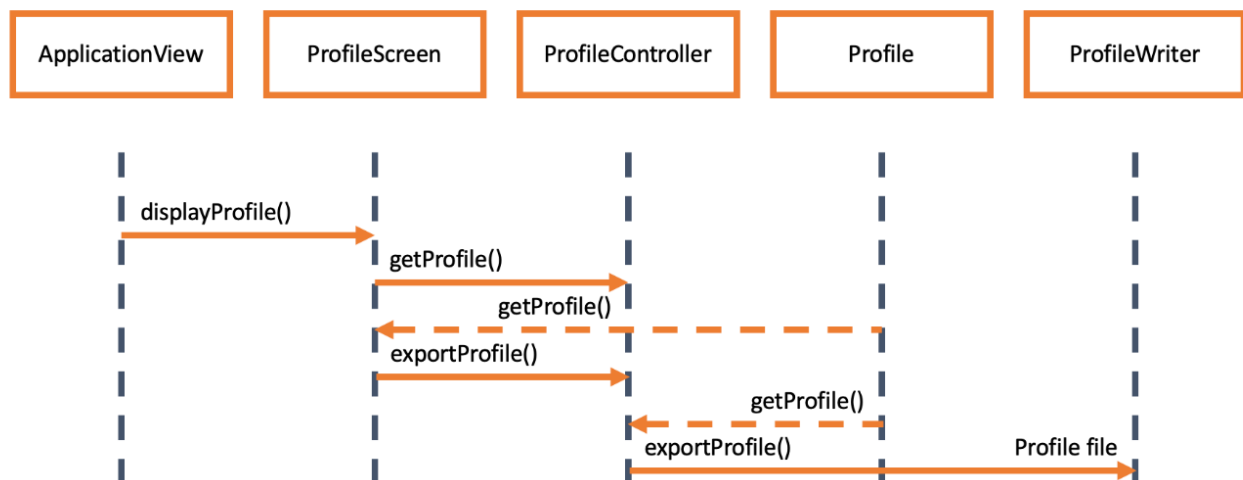 ApplicationView
ProfileScreen
ProfileController
Profile
ProfileWriter
displayProfile()
getProfile()
getProfile()
exportProfile()
getProfile()
exportProfile()
Profile file